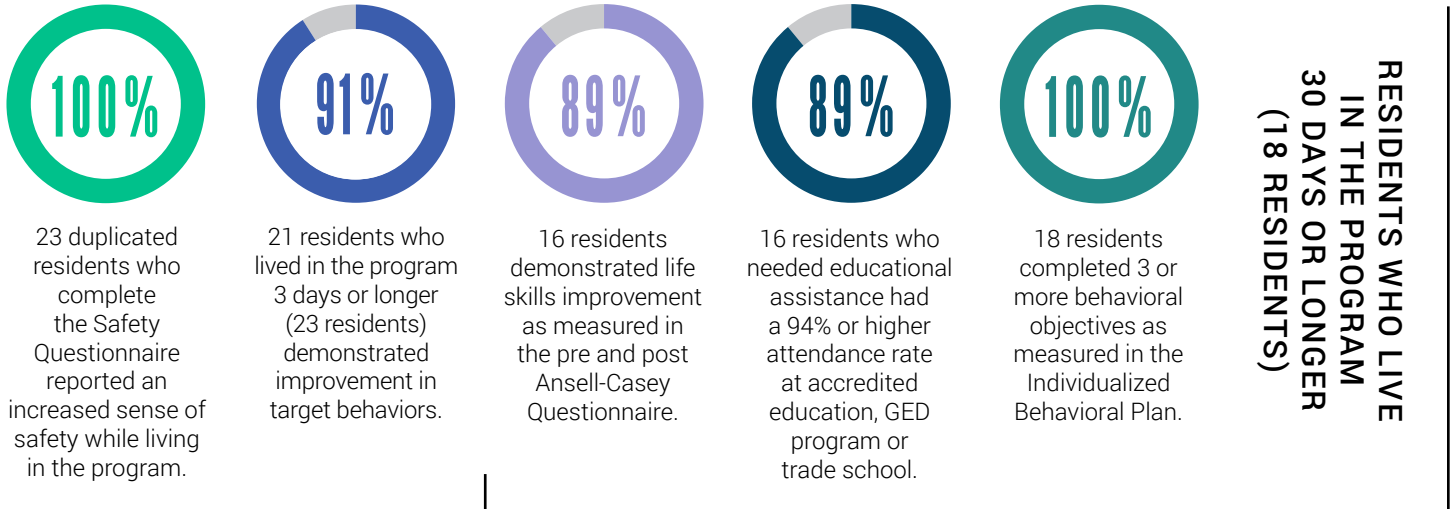 100%
23 duplicated
residents who
complete
the Safety
Questionnaire
reported an
increased sense of
safety while living
in the program.
91%
21 residents who
lived in the program
3 days or longer
(23 residents)
demonstrated
improvement in
target behaviors.
89%
16 residents
demonstrated life
skills improvement
as measured in
the pre and post
Ansell-Casey
Questionnaire.
89%
16 residents who
needed educational
assistance had
a 94% or higher
attendance rate
at accredited
education, GED
program or
trade school.
100%
18 residents
completed 3 or
more behavioral
objectives as
measured in the
Individualized
Behavioral Plan.
RESIDENTS WHO LIVE
IN THE PROGRAM
30 DAYS OR LONGER
(18 RESIDENTS)